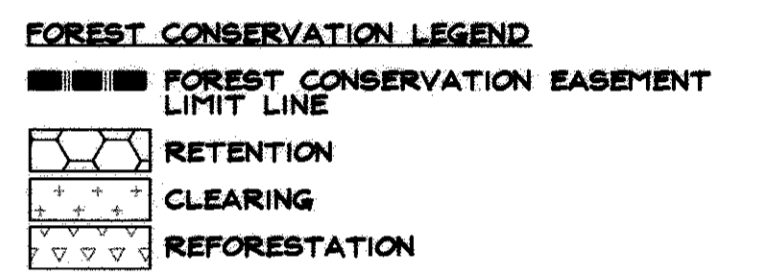 FOREST CONSERVATION LEGEND
FOREST CONSERVATION EASEMENT
LIMIT LINE
RETENTION
CLEARING
REFORESTATION